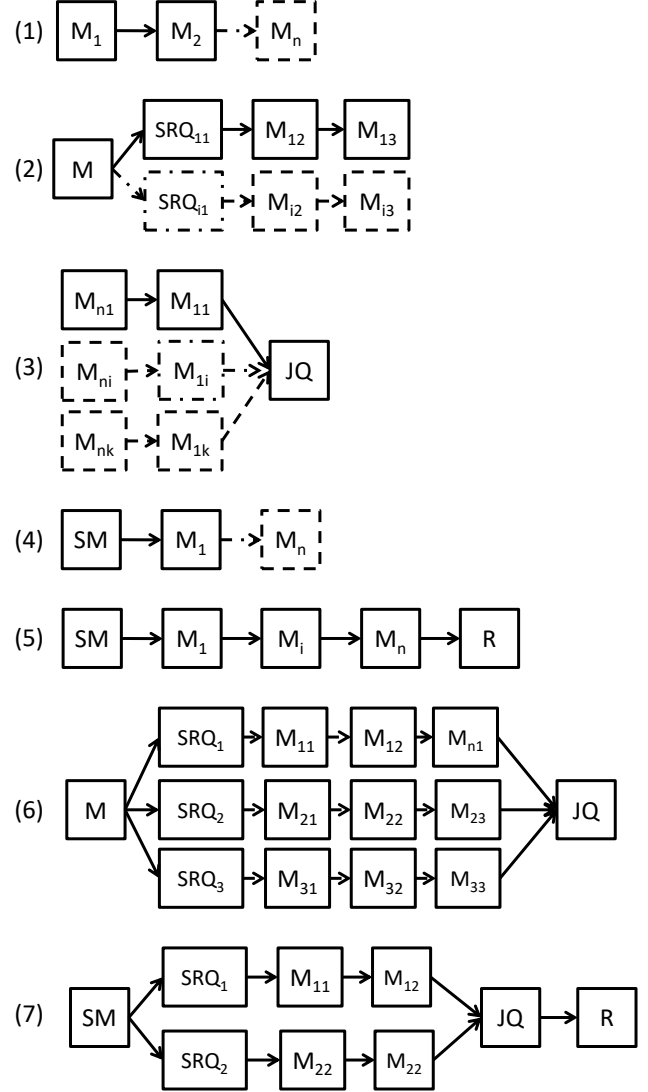 (1) M1 M2 Mn
(2) M SRQ11 M12 M13
SRQi1 Mi2 Mi3
(3) Mn1 M11
Mni M1i JQ
Mnk M1k
(4) SM M1 Mn
(5) SM M1 Mi Mn R
(6) SRQ1 M11 M12 Mn1
M SRQ2 M21 M22 M23 JQ
SRQ3 M31 M32 M33
(7) SRQ1 M11 M12
SM JQ R
SRQ2 M22 M22